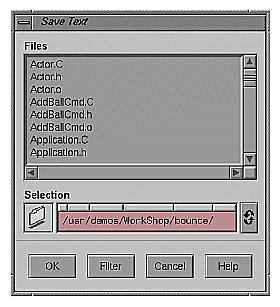 Save Text
Files
Actor.C
Actor.h
Actor.o
AddBallCmd.C
AddBallCmd.h
AddBallCmd.o
Application.C
Application.h
Selection
/usr/demos/WorkShop/bounce/
OK
Filter
Cancel
Help